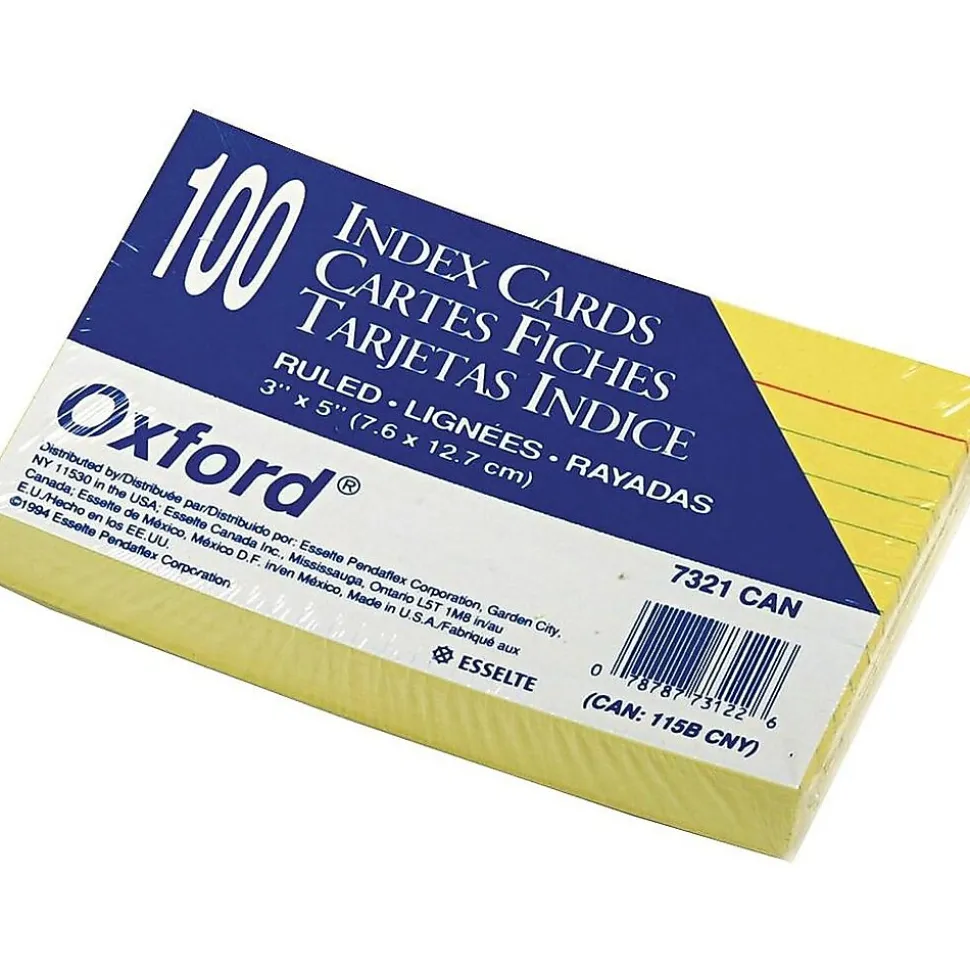 100
INDEX CARDS
CARTES FICHES
TARJETAS INDICE
RULED • LIGNÉES • RAYADAS
3" x 5" (7.6 x 12.7 cm)
Oxford®
Distributed by/Distribuée par/Distribuido por: Esselte Pendaflex Corporation, Garden City,
NY 11530 in the USA; Esselte Canada Inc., Mississauga, Ontario L5T 1M8 in/au
Canada; Esselte de México, México D.F. in/en México, Made in U.S.A./Fabriqué aux
E.U./Hecho en los EE.UU.
©1994 Esselte Pendaflex Corporation
ESSELTE
7321 CAN
0 78787 73122 6
(CAN: 115B CNY)